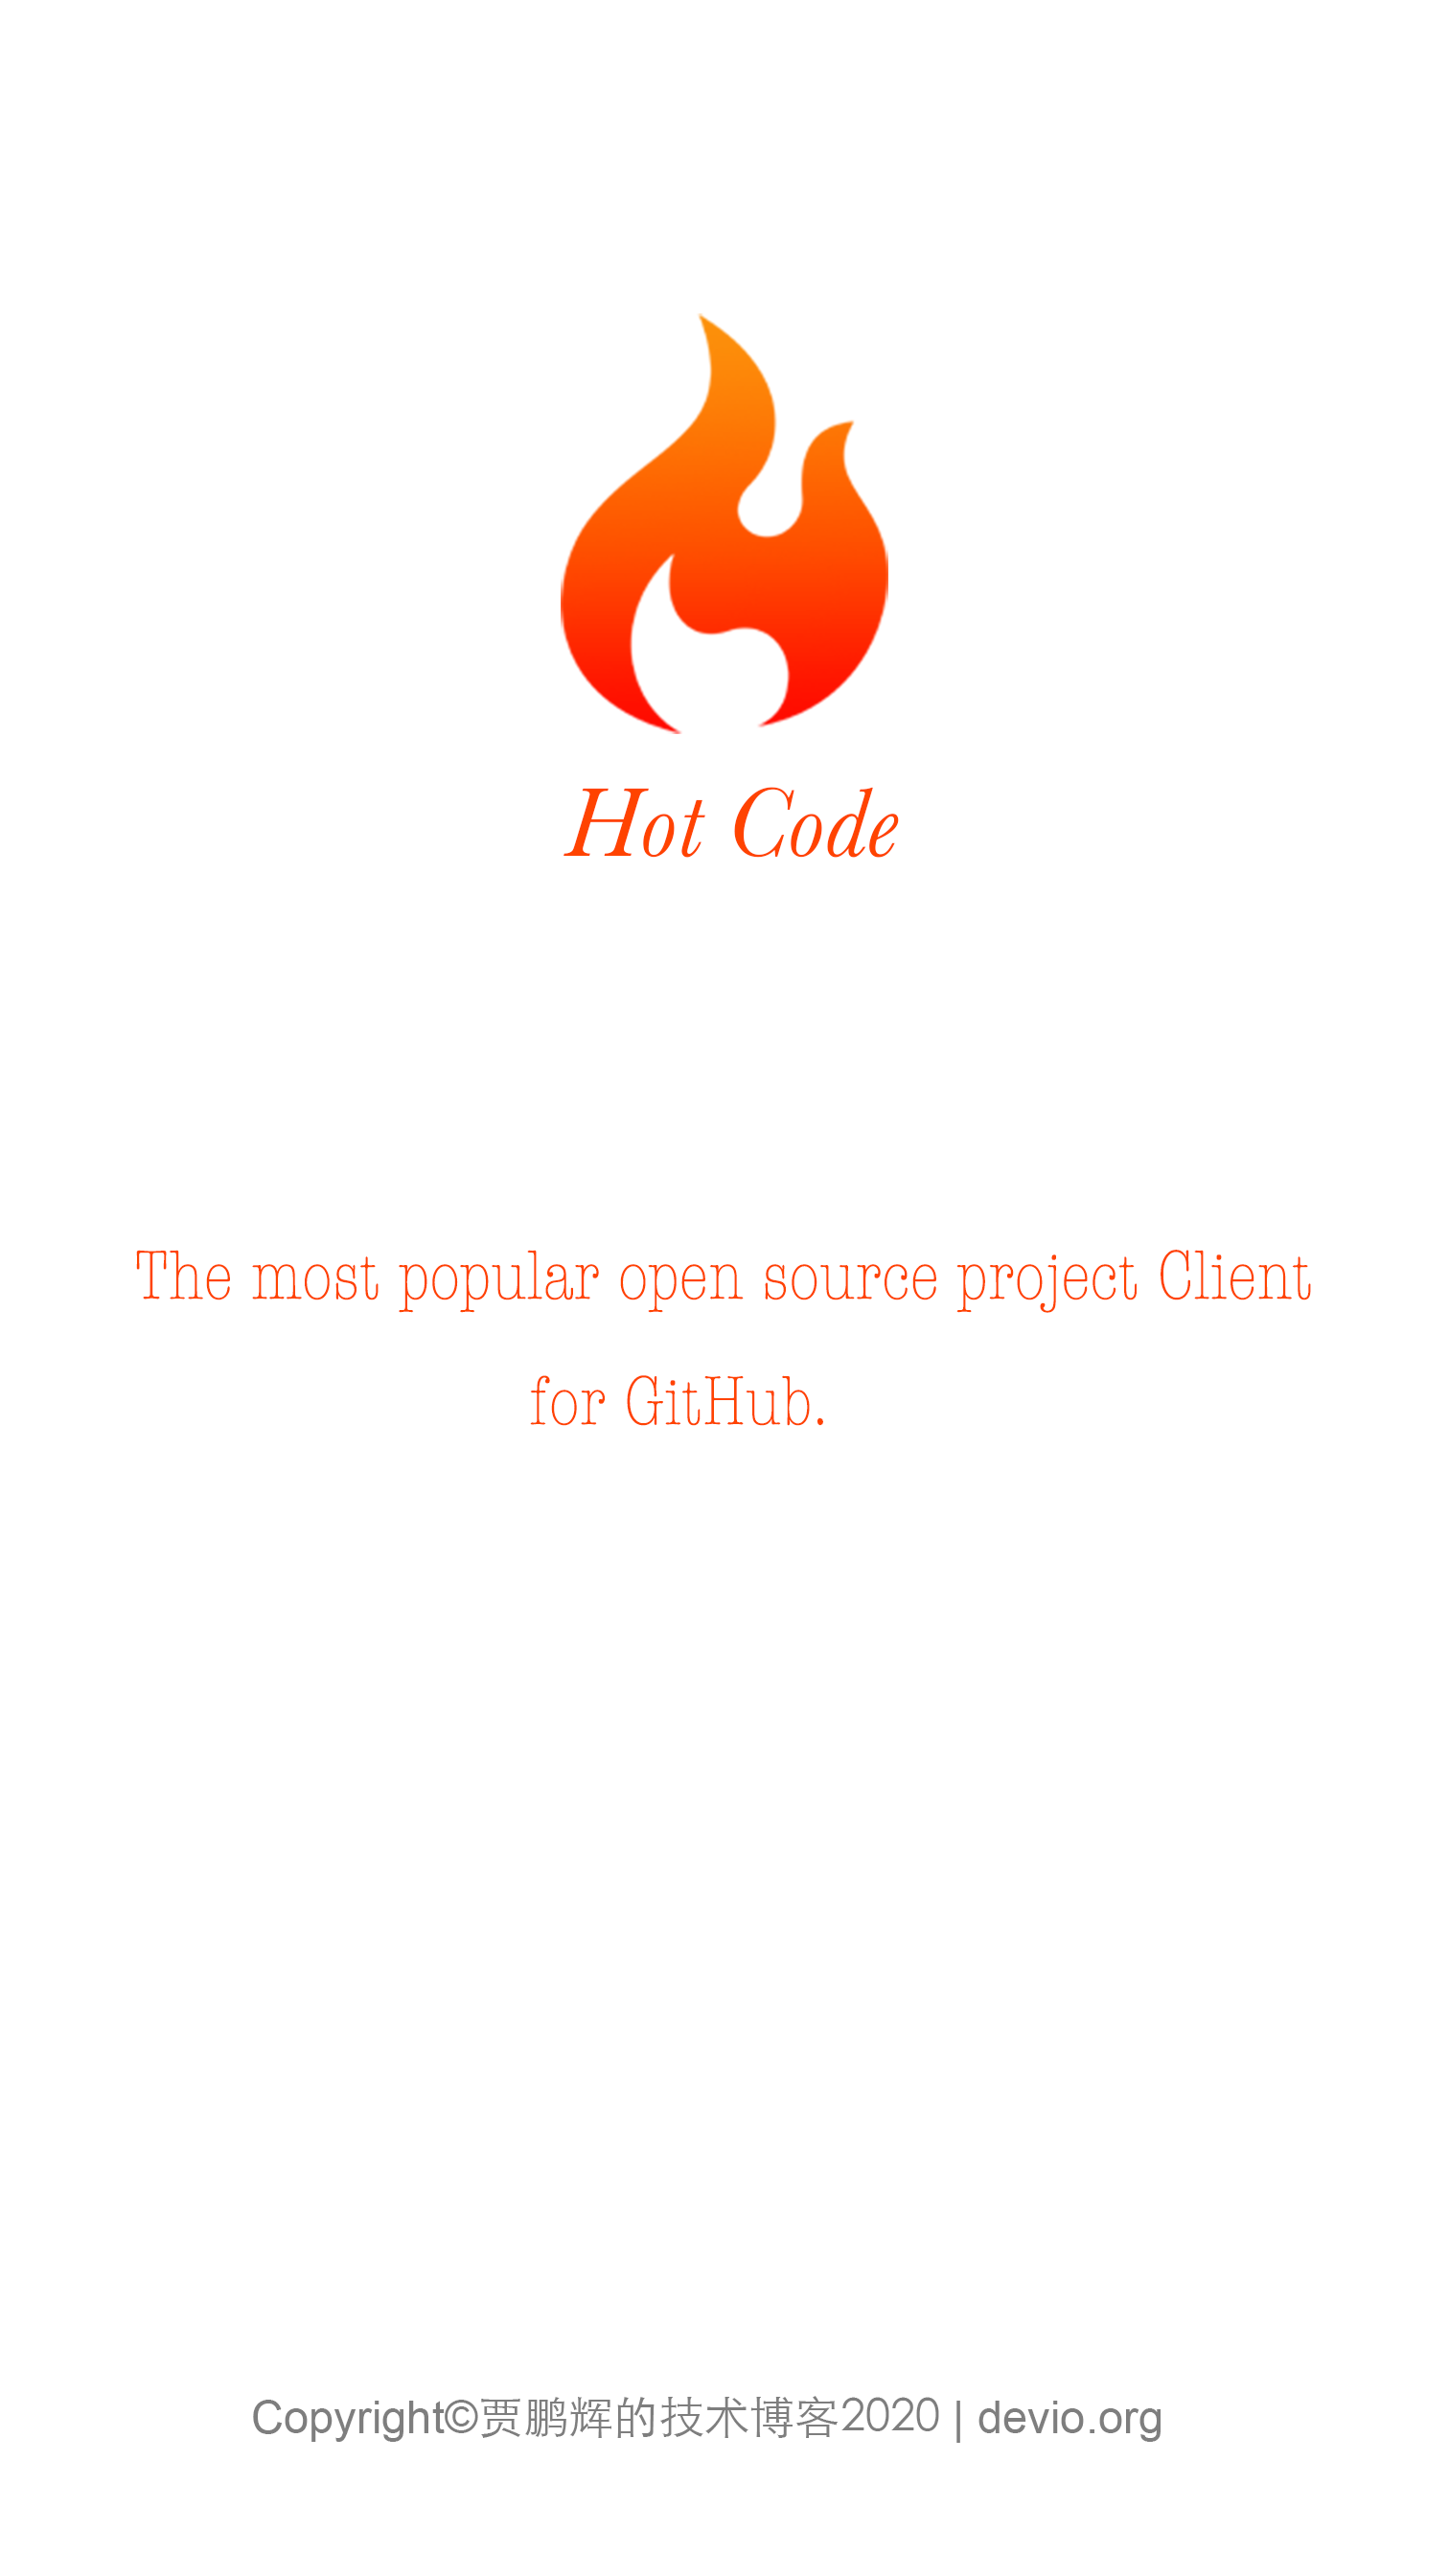 Hot Code
The most popular open source project Client
for GitHub.
Copyright©贾鹏辉的技术博客2020 | devio.org